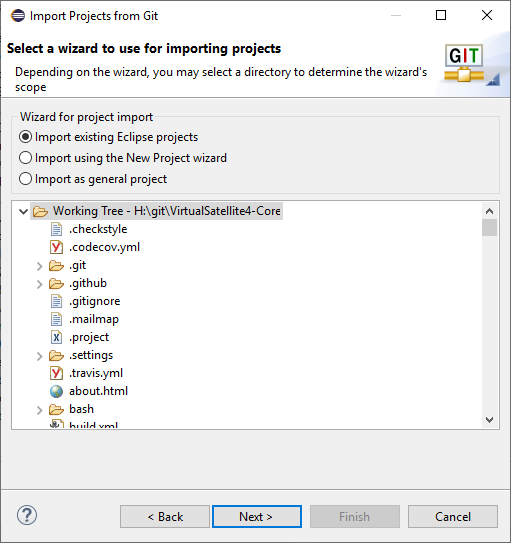 Import Projects from Git
Select a wizard to use for importing projects
Depending on the wizard, you may select a directory to determine the wizard's
scope
GIT
Wizard for project import
Import existing Eclipse projects
Import using the New Project wizard
Import as general project
Working Tree - H:\git\VirtualSatellite4-Core
.checkstyle
.codecov.yml
.git
.github
.gitignore
.mailmap
.project
.settings
.travis.yml
about.html
bash
build.xml
< Back
Next >
Finish
Cancel